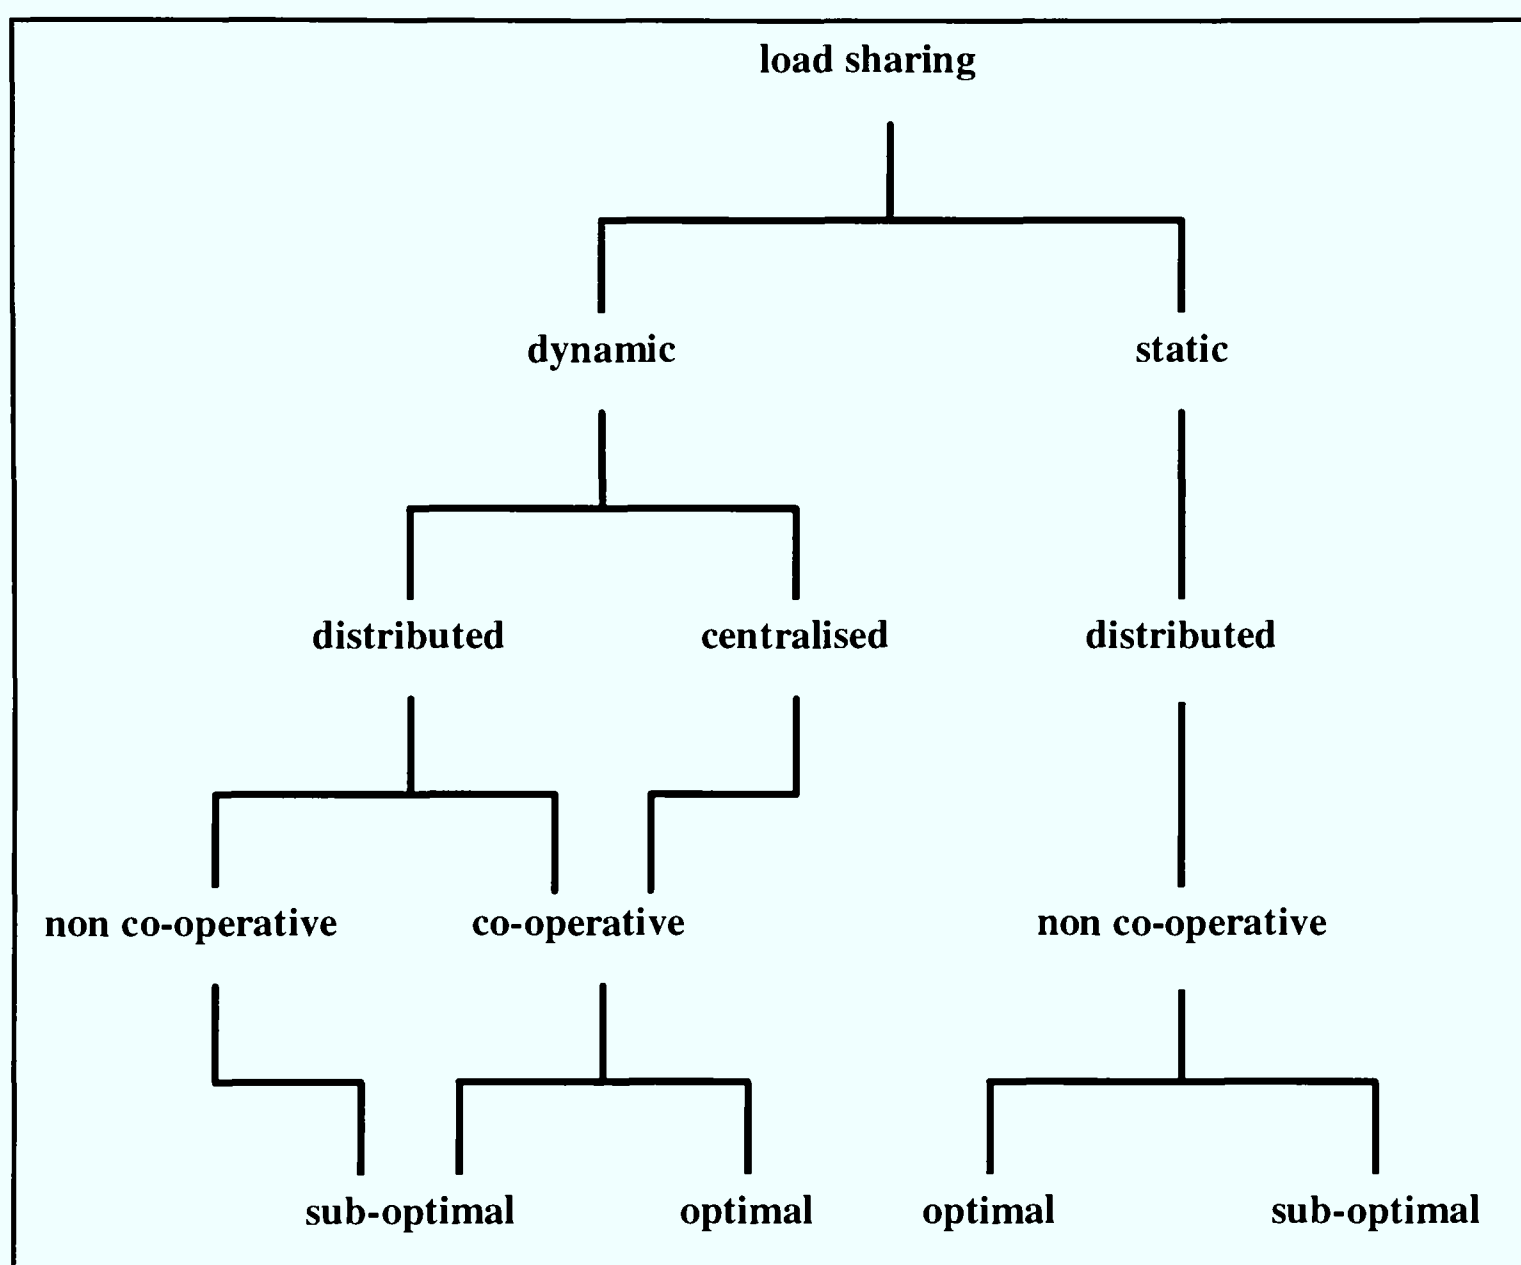 load sharing
dynamic static
distributed centralised distributed
non co-operative co-operative non co-operative
sub-optimal optimal optimal sub-optimal